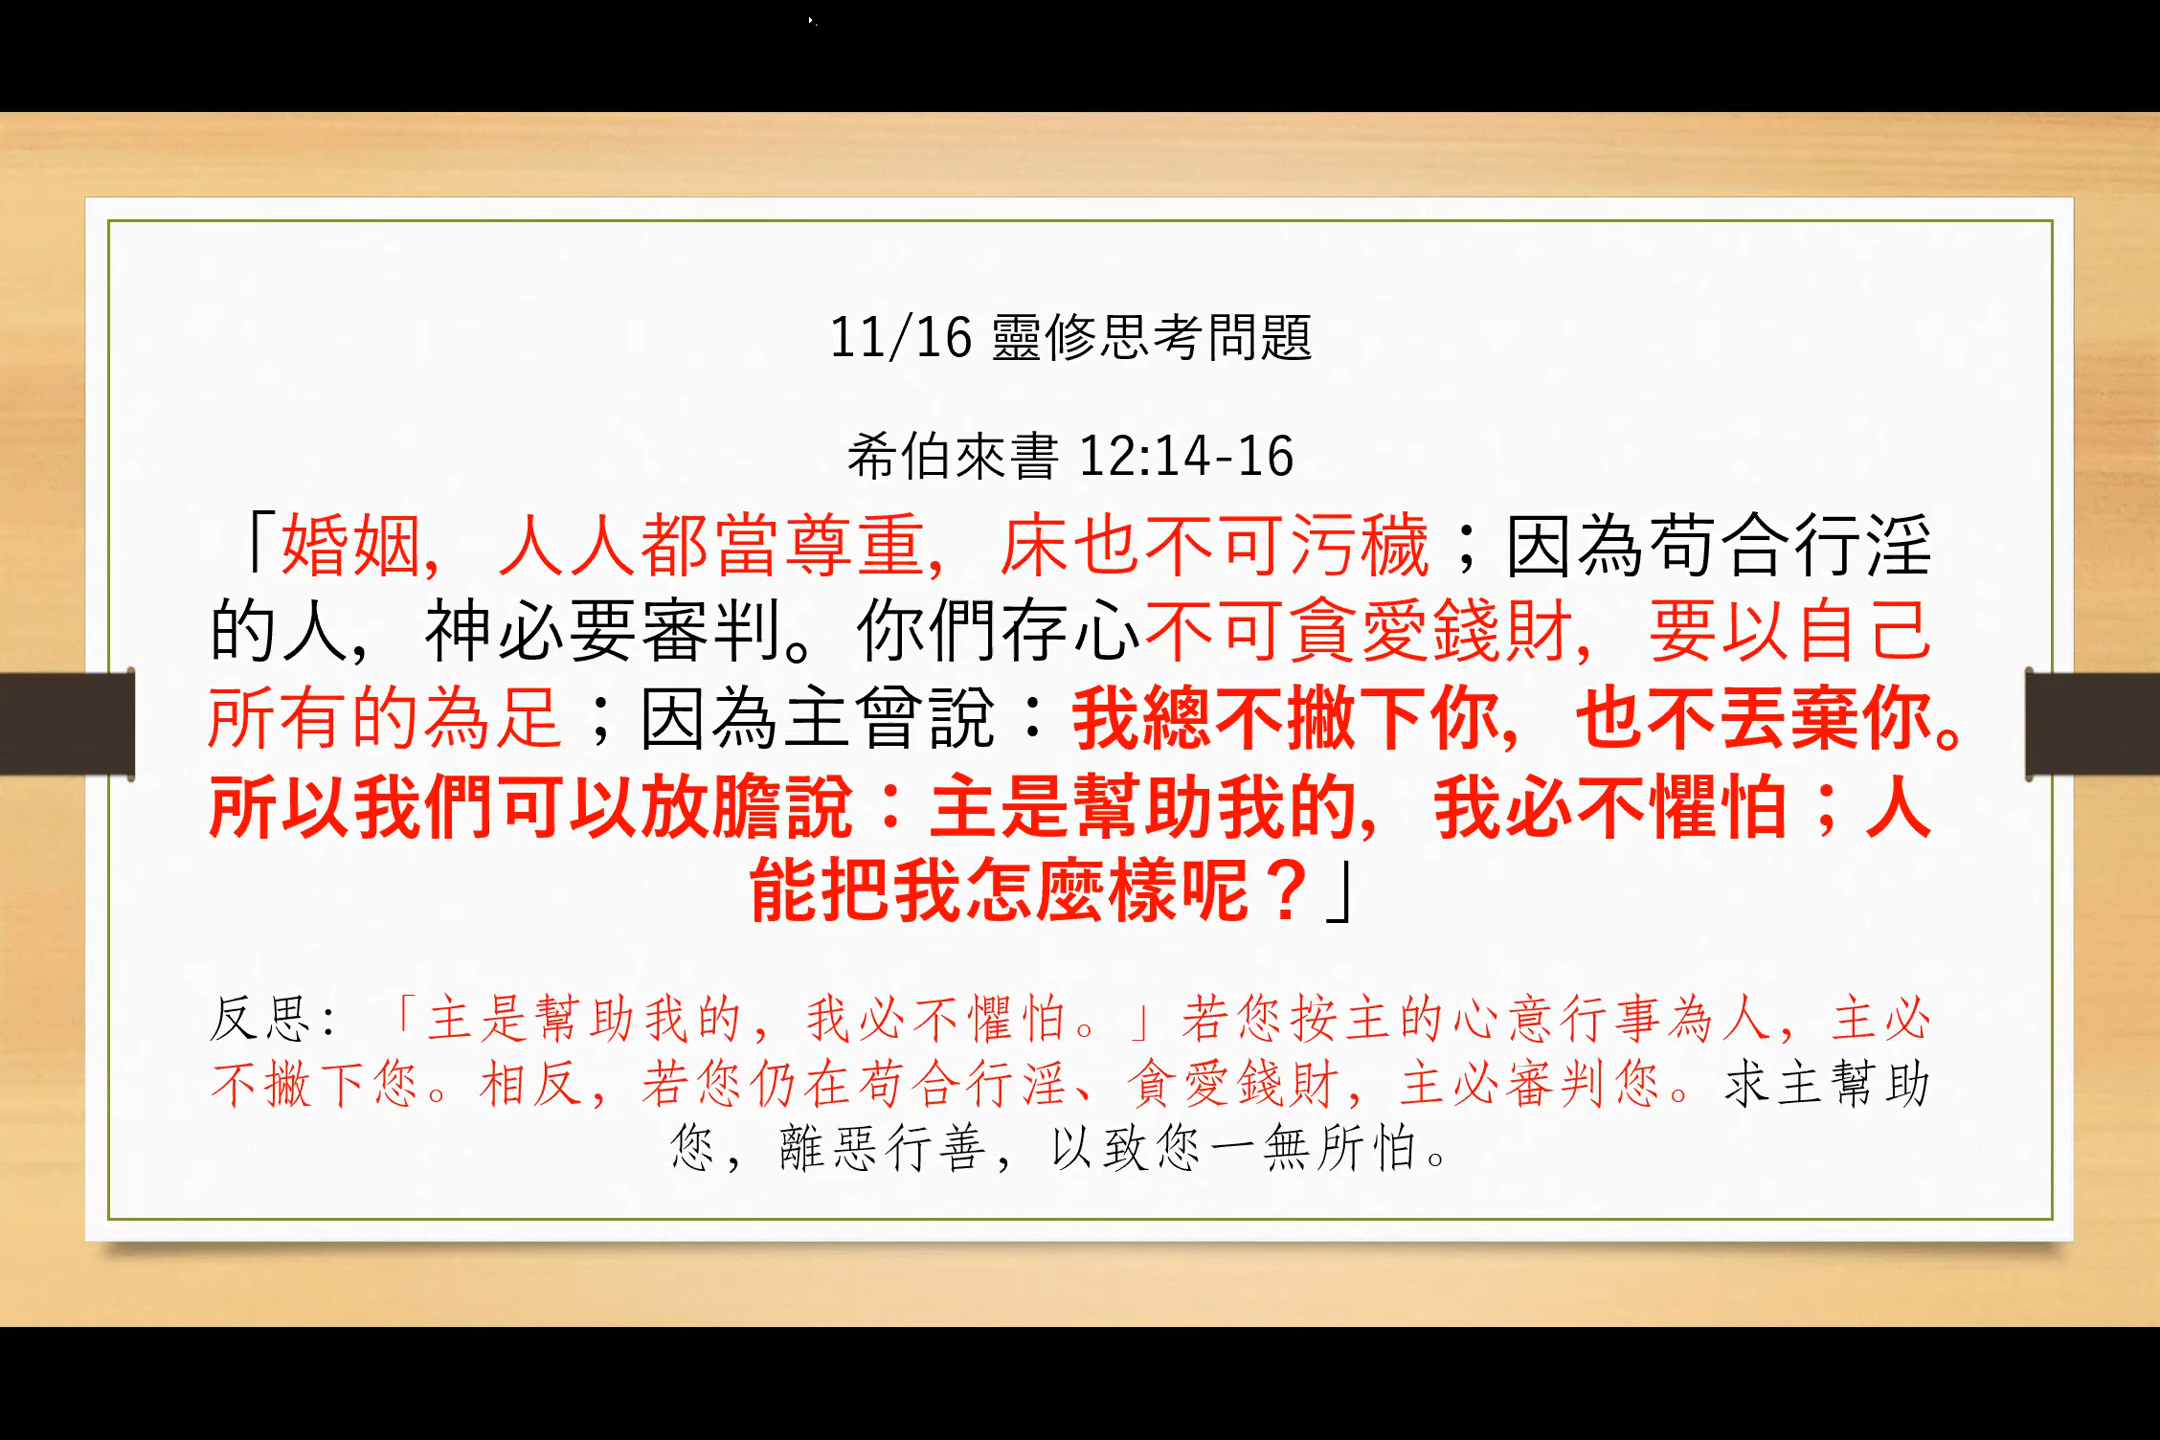 11/16 靈修思考問題
希伯來書 12:14-16
「婚姻，人人都當尊重，床也不可污穢；因為苟合行淫
的人，神必要審判。你們存心不可貪愛錢財，要以自己
所有的為足；因為主曾說：我總不撇下你，也不丟棄你。
所以我們可以放膽說：主是幫助我的，我必不懼怕；人
能把我怎麼樣呢？」
反思：「主是幫助我的，我必不懼怕。」若您按主的心意行事為人，主必
不撇下您。相反，若您仍在苟合行淫、貪愛錢財，主必審判您。求主幫助
您，離惡行善，以致您一無所怕。